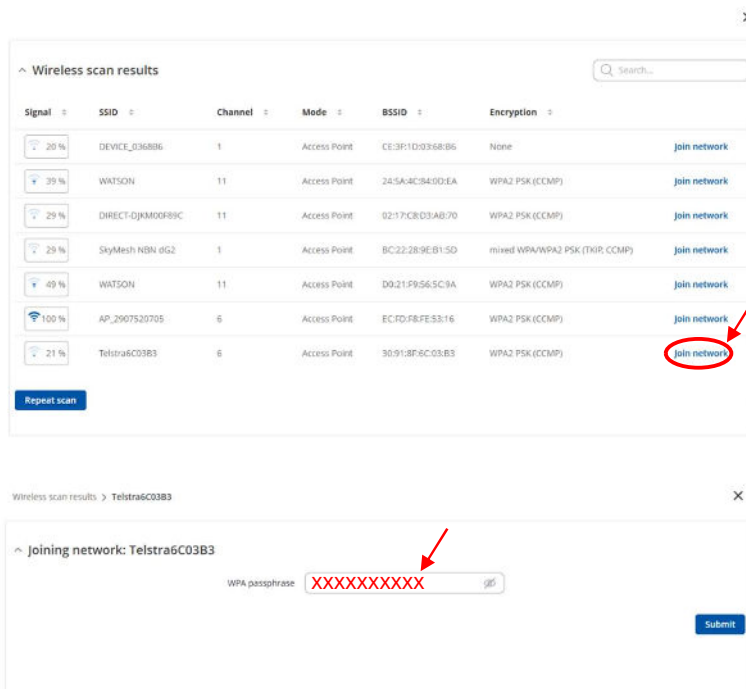 Wireless scan results
Search...
Signal SSID Channel Mode BSSID Encryption
20 % DEVICE_036886 1 Access Point CE:3F:1D:03:68:86 None Join network
39 % WATSON 11 Access Point 24:5A:4C:84:0D:EA WPA2 PSK (CCMP) Join network
29 % 11 Access Point 02:17:C8:D3:AB:70 WPA2 PSK (CCMP) Join network
29 % SkyMesh NBN dG2 1 Access Point BC:22:28:9E:B1:5D mixed WPA/WPA2 PSK (TKIP, CCMP) Join network
49 % WATSON 11 Access Point D0:21:F9:56:5C:9A WPA2 PSK (CCMP) Join network
100 % AP_2907520705 6 Access Point EC:FD:F8:FE:53:16 WPA2 PSK (CCMP) Join network
21 % Telstra6C03B3 6 Access Point 30:91:8F:6C:03:B3 WPA2 PSK (CCMP) Join network
Repeat scan
Wireless scan results > Telstra6C03B3
Joining network: Telstra6C03B3
WPA passphrase XXXXXXXXXX
Submit